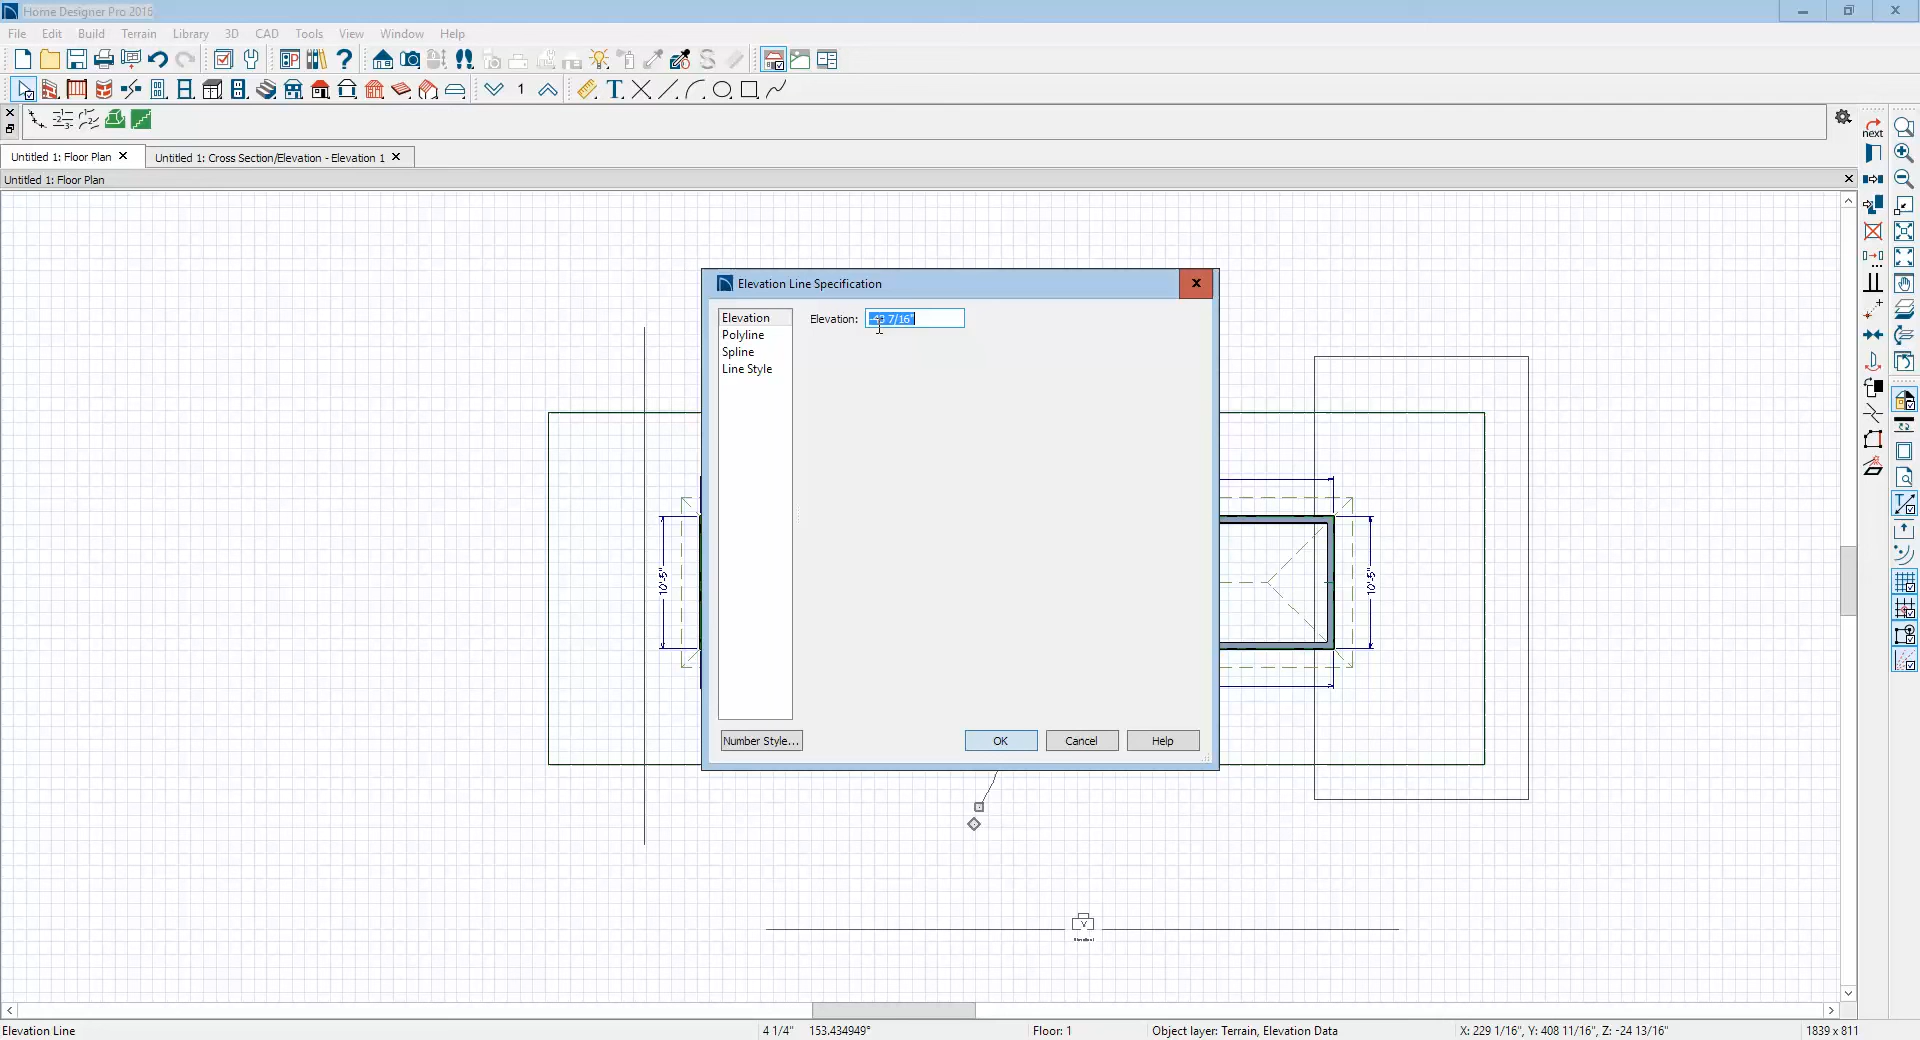 Home Designer Pro 2016
File Edit Build Terrain Library 3D CAD Tools View Window Help
1
next
Untitled 1: Floor Plan
Untitled 1: Cross Section/Elevation - Elevation 1
Untitled 1: Floor Plan
Elevation Line Specification
Elevation
Polyline
Spline
Line Style
Elevation:
7/16"
10'-5"
10'-5"
Number Style...
OK
Cancel
Help
Elevation Line
4 1/4" 153.434949°
Floor: 1
Object layer: Terrain, Elevation Data
X: 229 1/16", Y: 408 11/16", Z: -24 13/16"
1839 x 811